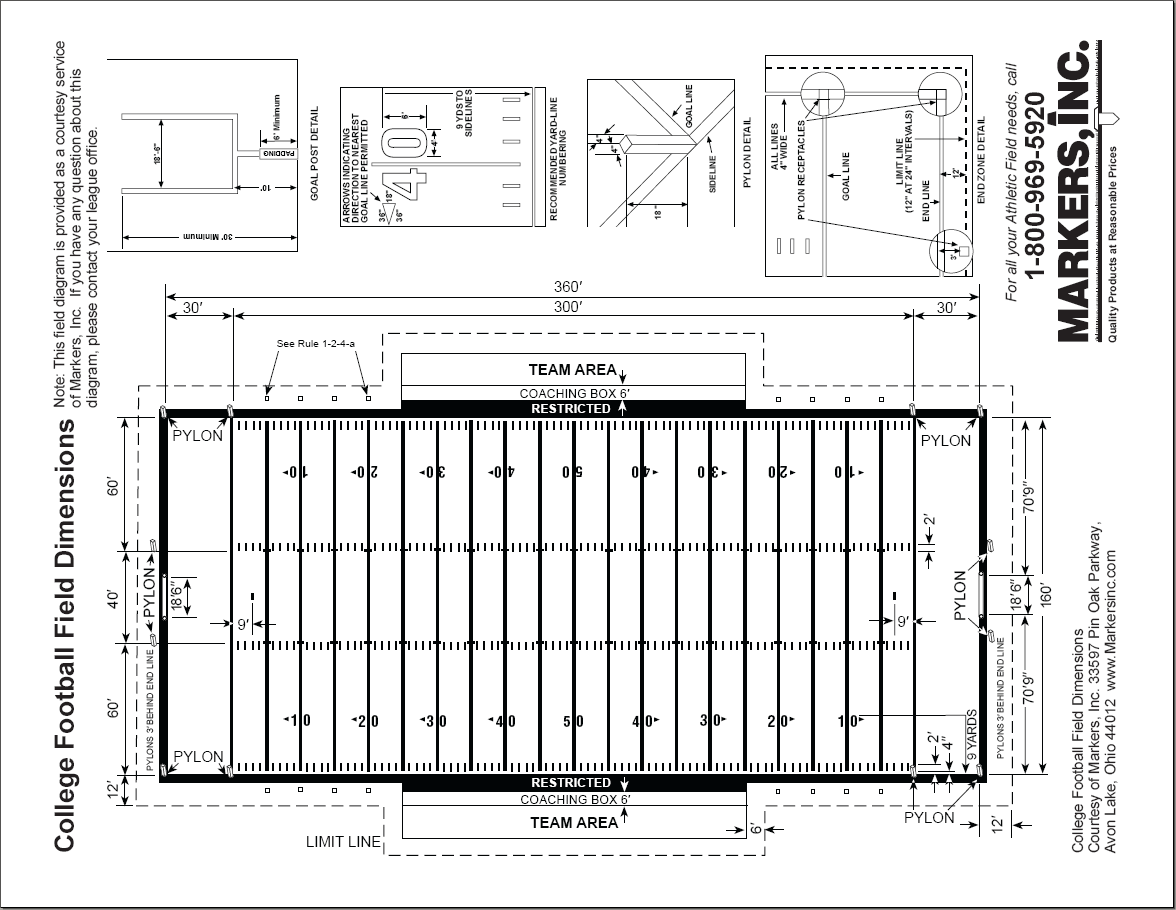 College Football Field Dimensions
Note: This field diagram is provided as a courtesy service
of Markers, Inc. If you have any question about this
diagram, please contact your league office.
30' Minimum
18'-6"
10'
PADDING
6' Minimum
GOAL POST DETAIL
ARROWS INDICATING
DIRECTION TO NEAREST
GOAL LINE PERMITTED
36"
18"
36"
4 0
6'
4'
9 YDS TO
SIDELINES
RECOMMENDED YARD-LINE
NUMBERING
4"
4"
18"
GOAL LINE
SIDELINE
PYLON DETAIL
ALL LINES
4" WIDE
PYLON RECEPTACLES
GOAL LINE
LIMIT LINE
(12" AT 24" INTERVALS)
END LINE
12'
3'
END ZONE DETAIL
For all your Athletic Field needs, call
1-800-969-5920
MARKERS, INC.
Quality Products at Reasonable Prices
360'
30'
300'
30'
See Rule 1-2-4-a
TEAM AREA
COACHING BOX 6'
RESTRICTED
PYLON
PYLON
10 20 30 40 50 40 30 20 10
60'
40'
60'
12'
PYLON
18'6"
9'
PYLONS 3' BEHIND END LINE
2'
9'
PYLON
70'9"
18'6"
70'9"
160'
PYLONS 3' BEHIND END LINE
10 20 30 40 50 40 30 20 10
PYLON
9 YARDS
2'
4"
RESTRICTED
COACHING BOX 6'
TEAM AREA
6'
LIMIT LINE
PYLON
12'
College Football Field Dimensions
Courtesy of Markers, Inc. 33597 Pin Oak Parkway,
Avon Lake, Ohio 44012 www.Markersinc.com